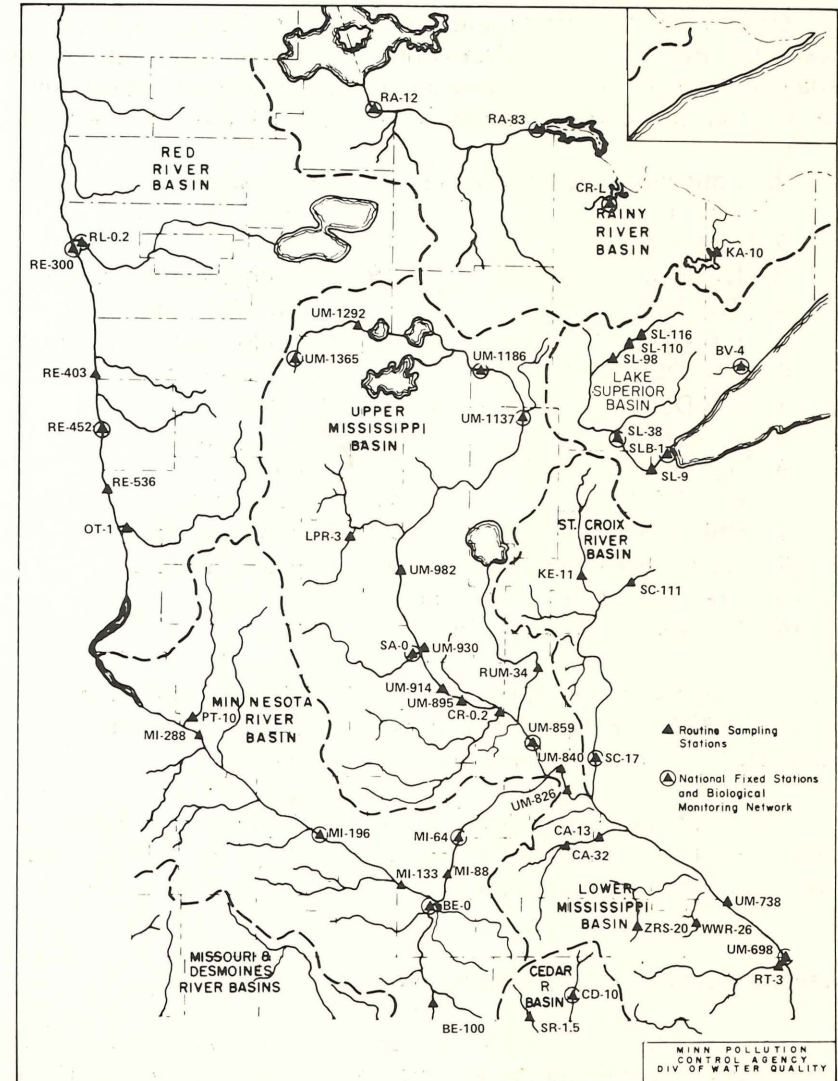 RA-12
RA-83
RED
RIVER
BASIN
CR-L
RAINY
RIVER
BASIN
RL-0.2
RE-300
KA-10
UM-1292
UM-1365
UM-1186
SL-116
SL-110
SL-98
BV-4
LAKE
SUPERIOR
BASIN
RE-403
UPPER
MISSISSIPPI
BASIN
UM-1137
RE-452
SL-38
SLB-1
SL-9
RE-536
OT-1
LPR-3
ST. CROIX
RIVER
BASIN
UM-982
KE-11
SC-111
SA-0
UM-930
RUM-34
UM-914
UM-895
CR-0.2
MINNESOTA
RIVER
BASIN
PT-10
MI-288
UM-859
UM-840
SC-17
UM-826
Routine Sampling
Stations
National Fixed Stations
and Biological
Monitoring Network
MI-196
MI-64
CA-13
CA-32
MI-133
MI-88
BE-0
LOWER
MISSISSIPPI
BASIN
UM-738
ZRS-20
WWR-26
UM-698
RT-3
MISSOURI &
DESMOINES
RIVER BASINS
CEDAR
R
BASIN
CD-10
BE-100
SR-1.5
MINN POLLUTION
CONTROL AGENCY
DIV OF WATER QUALITY